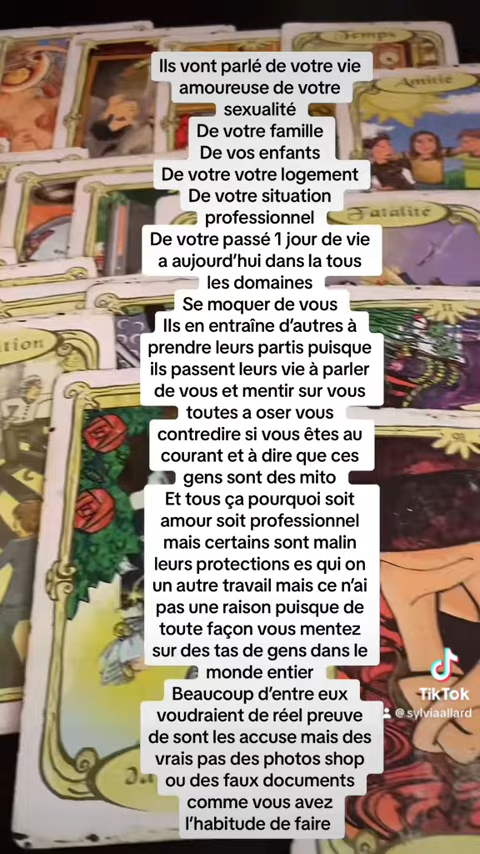 Temps
Amitié
Ils vont parlé de votre vie
amoureuse de votre
sexualité
De votre famille
De vos enfants
De votre votre logement
De votre situation
professionnel
Fatalité
De votre passé 1 jour de vie
a aujourd’hui dans la tous
les domaines
Se moquer de vous
Ils en entraîne d’autres à
prendre leurs partis puisque
ils passent leurs vie à parler
de vous et mentir sur vous
toutes a oser vous
contredire si vous êtes au
courant et à dire que ces
gens sont des mito
Et tous ça pourquoi soit
amour soit professionnel
mais certains sont malin
leurs protections es qui on
un autre travail mais ce n’ai
pas une raison puisque de
toute façon vous mentez
sur des tas de gens dans le
monde entier
Beaucoup d’entre eux
voudraient de réel preuve
de sont les accuse mais des
vrais pas des photos shop
ou des faux documents
comme vous avez
l’habitude de faire
TikTok
@sylviaallard